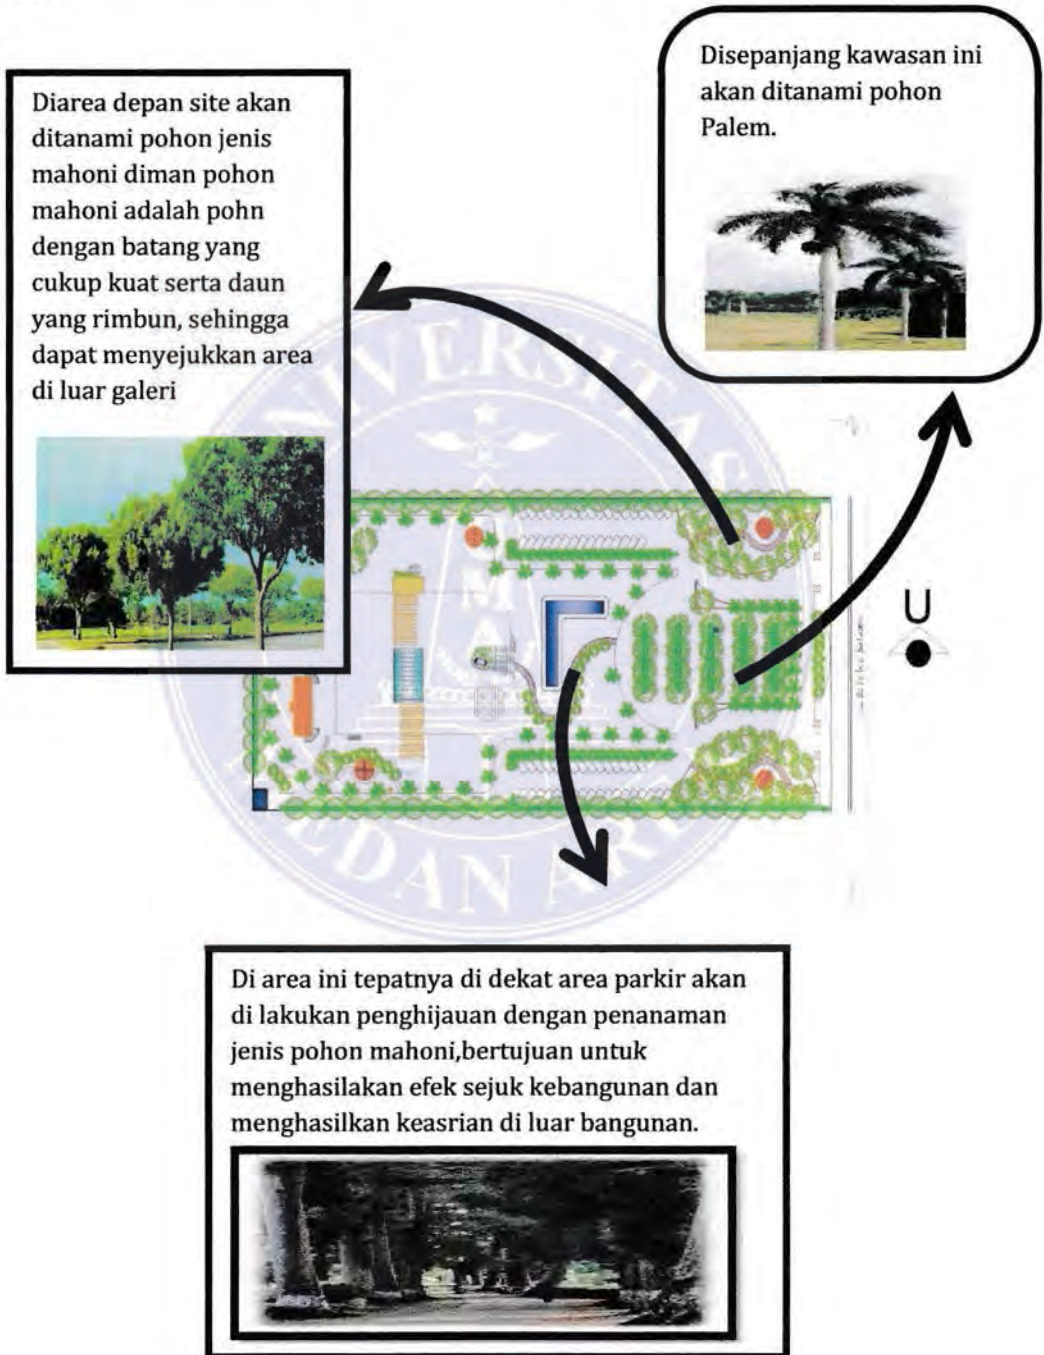 Disepanjang kawasan ini
akan ditanami pohon
Palem.
Diarea depan site akan
ditanami pohon jenis
mahoni diman pohon
mahoni adalah pohn
dengan batang yang
cukup kuat serta daun
yang rimbun, sehingga
dapat menyejukkan area
di luar galeri
UNIVERSITAS
MEDAN AREA
U
Di area ini tepatnya di dekat area parkir akan
di lakukan penghijauan dengan penanaman
jenis pohon mahoni,bertujuan untuk
menghasilakan efek sejuk kebangunan dan
menghasilkan keasrian di luar bangunan.